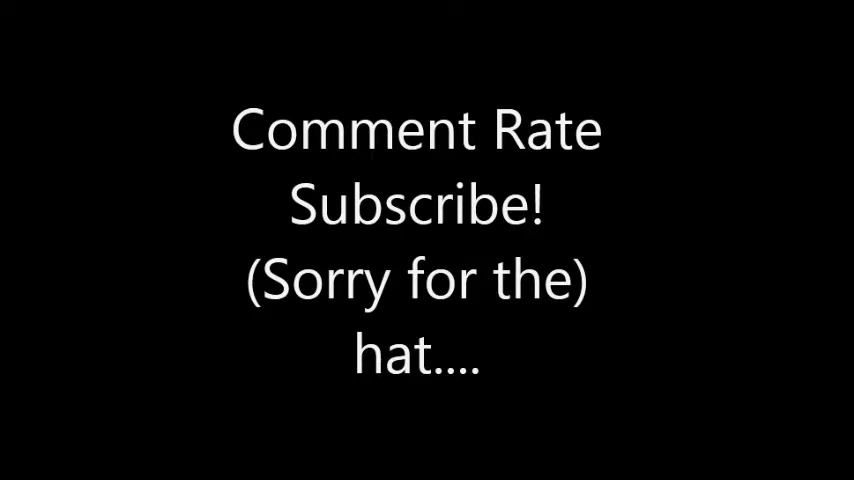 Comment Rate
Subscribe!
(Sorry for the)
hat....